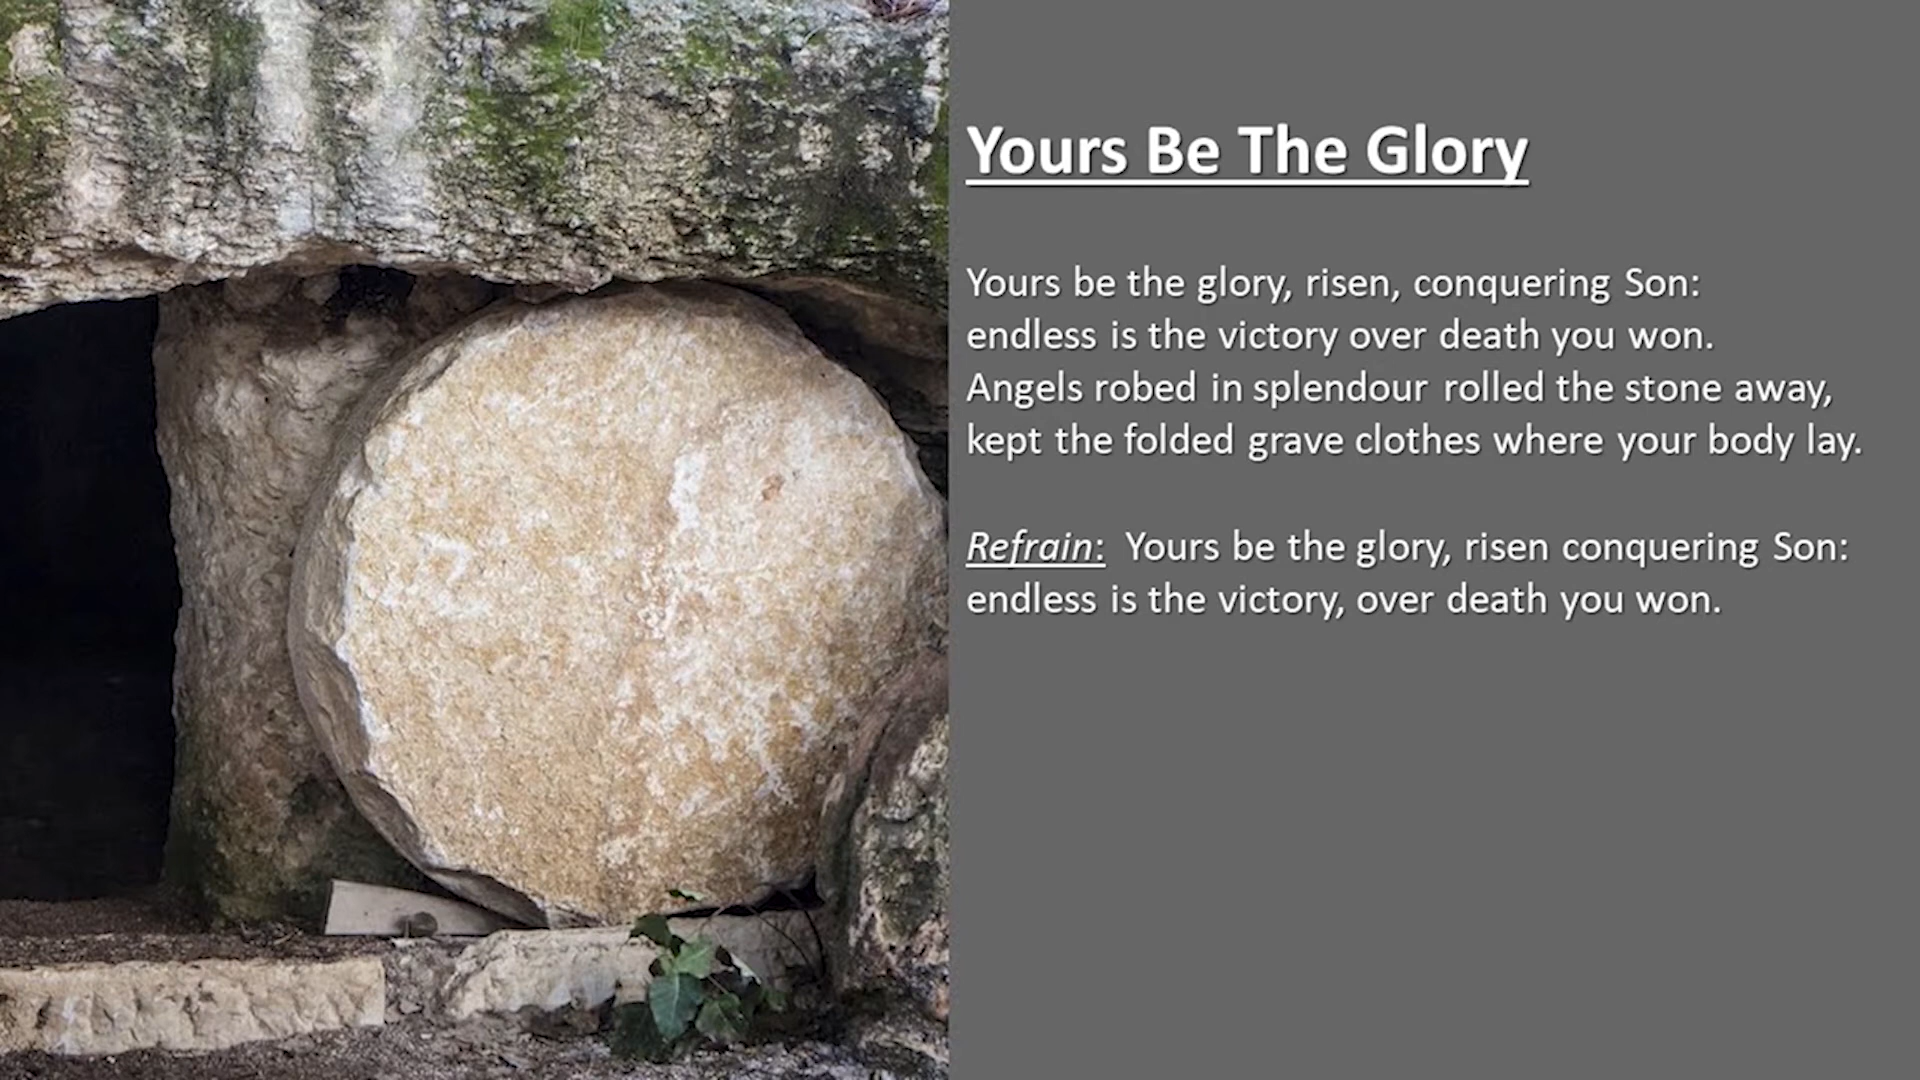 Yours Be The Glory
Yours be the glory, risen, conquering Son:
endless is the victory over death you won.
Angels robed in splendour rolled the stone away,
kept the folded grave clothes where your body lay.
Refrain: Yours be the glory, risen conquering Son:
endless is the victory, over death you won.